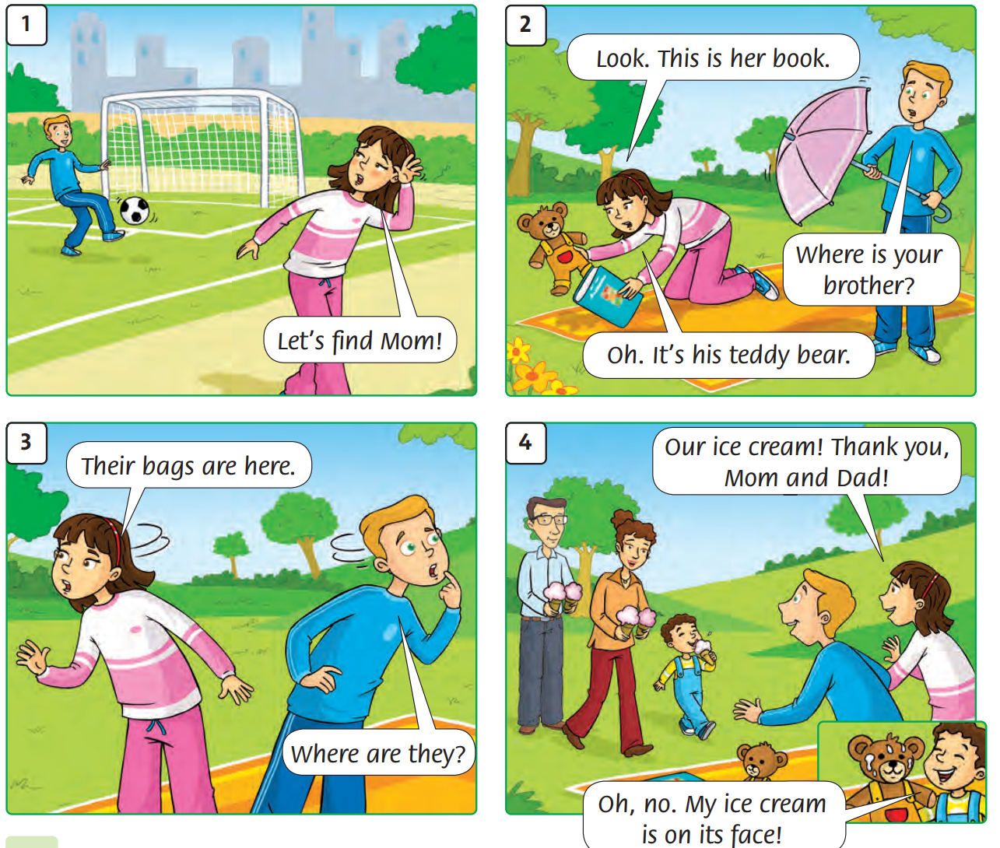 1
Let's find Mom!
2
Look. This is her book.
Where is your
brother?
Oh. It's his teddy bear.
3
Their bags are here.
Where are they?
4
Our ice cream! Thank you,
Mom and Dad!
Oh, no. My ice cream
is on its face!